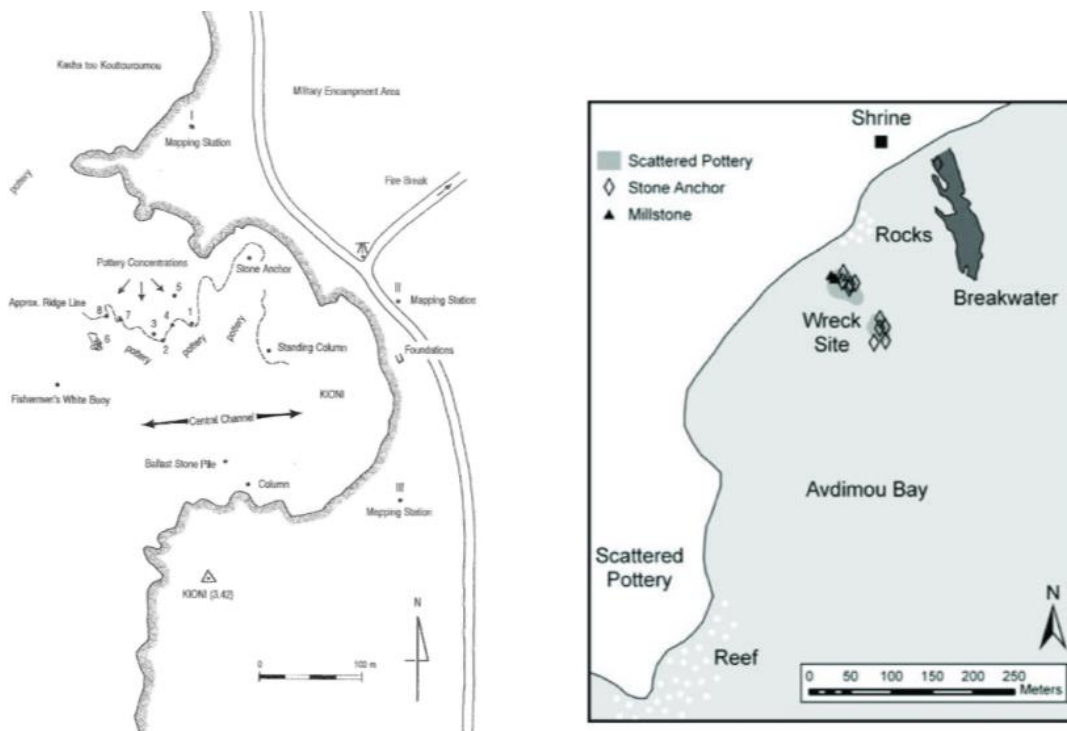 Kasha tou Kouttouroumou
Military Encampment Area
I
Mapping Station
Fire Break
pottery
Pottery Concentrations
Stone Anchor
5
II
Mapping Station
Approx. Ridge Line
8
7
3
4
1
6
2
pottery
pottery
pottery
Standing Column
Foundations
Fishermen's White Buoy
KIONI
Central Channel
Ballast Stone Pile
Column
III
Mapping Station
KIONI (3.42)
N
0 100 m
Shrine
Scattered Pottery
Stone Anchor
Millstone
Rocks
Breakwater
Wreck
Site
Avdimou Bay
Scattered
Pottery
N
Reef
0 50 100 150 200 250
Meters